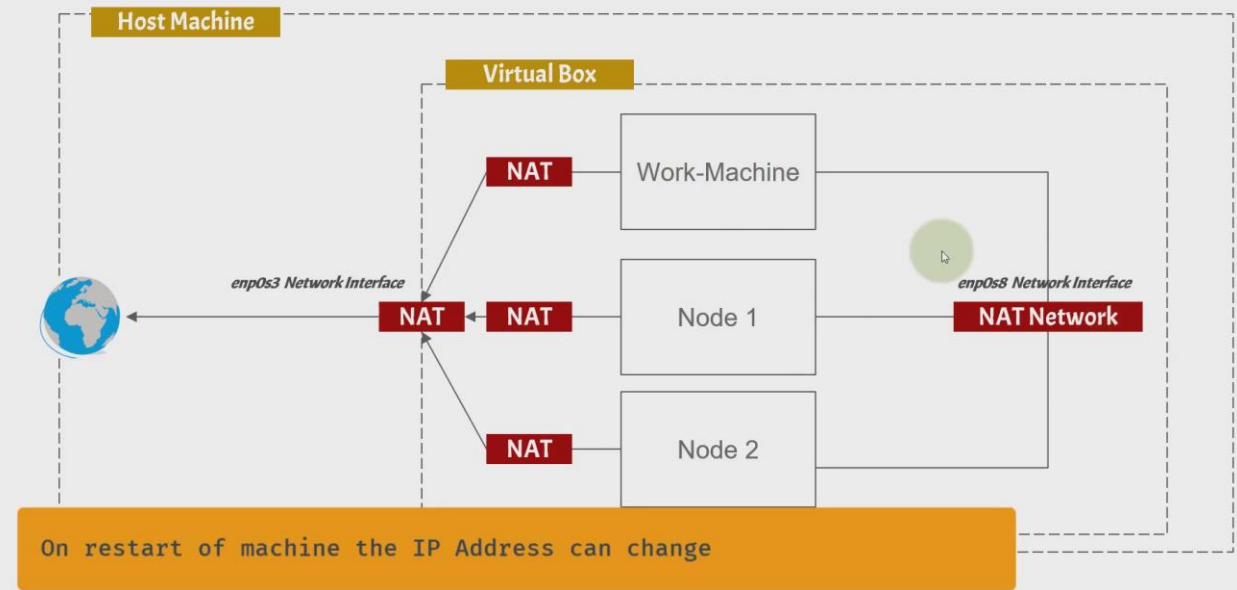 Host Machine
Virtual Box
NAT
Work-Machine
enp0s3 Network Interface
enp0s8 Network Interface
NAT
NAT
Node 1
NAT Network
NAT
Node 2
On restart of machine the IP Address can change